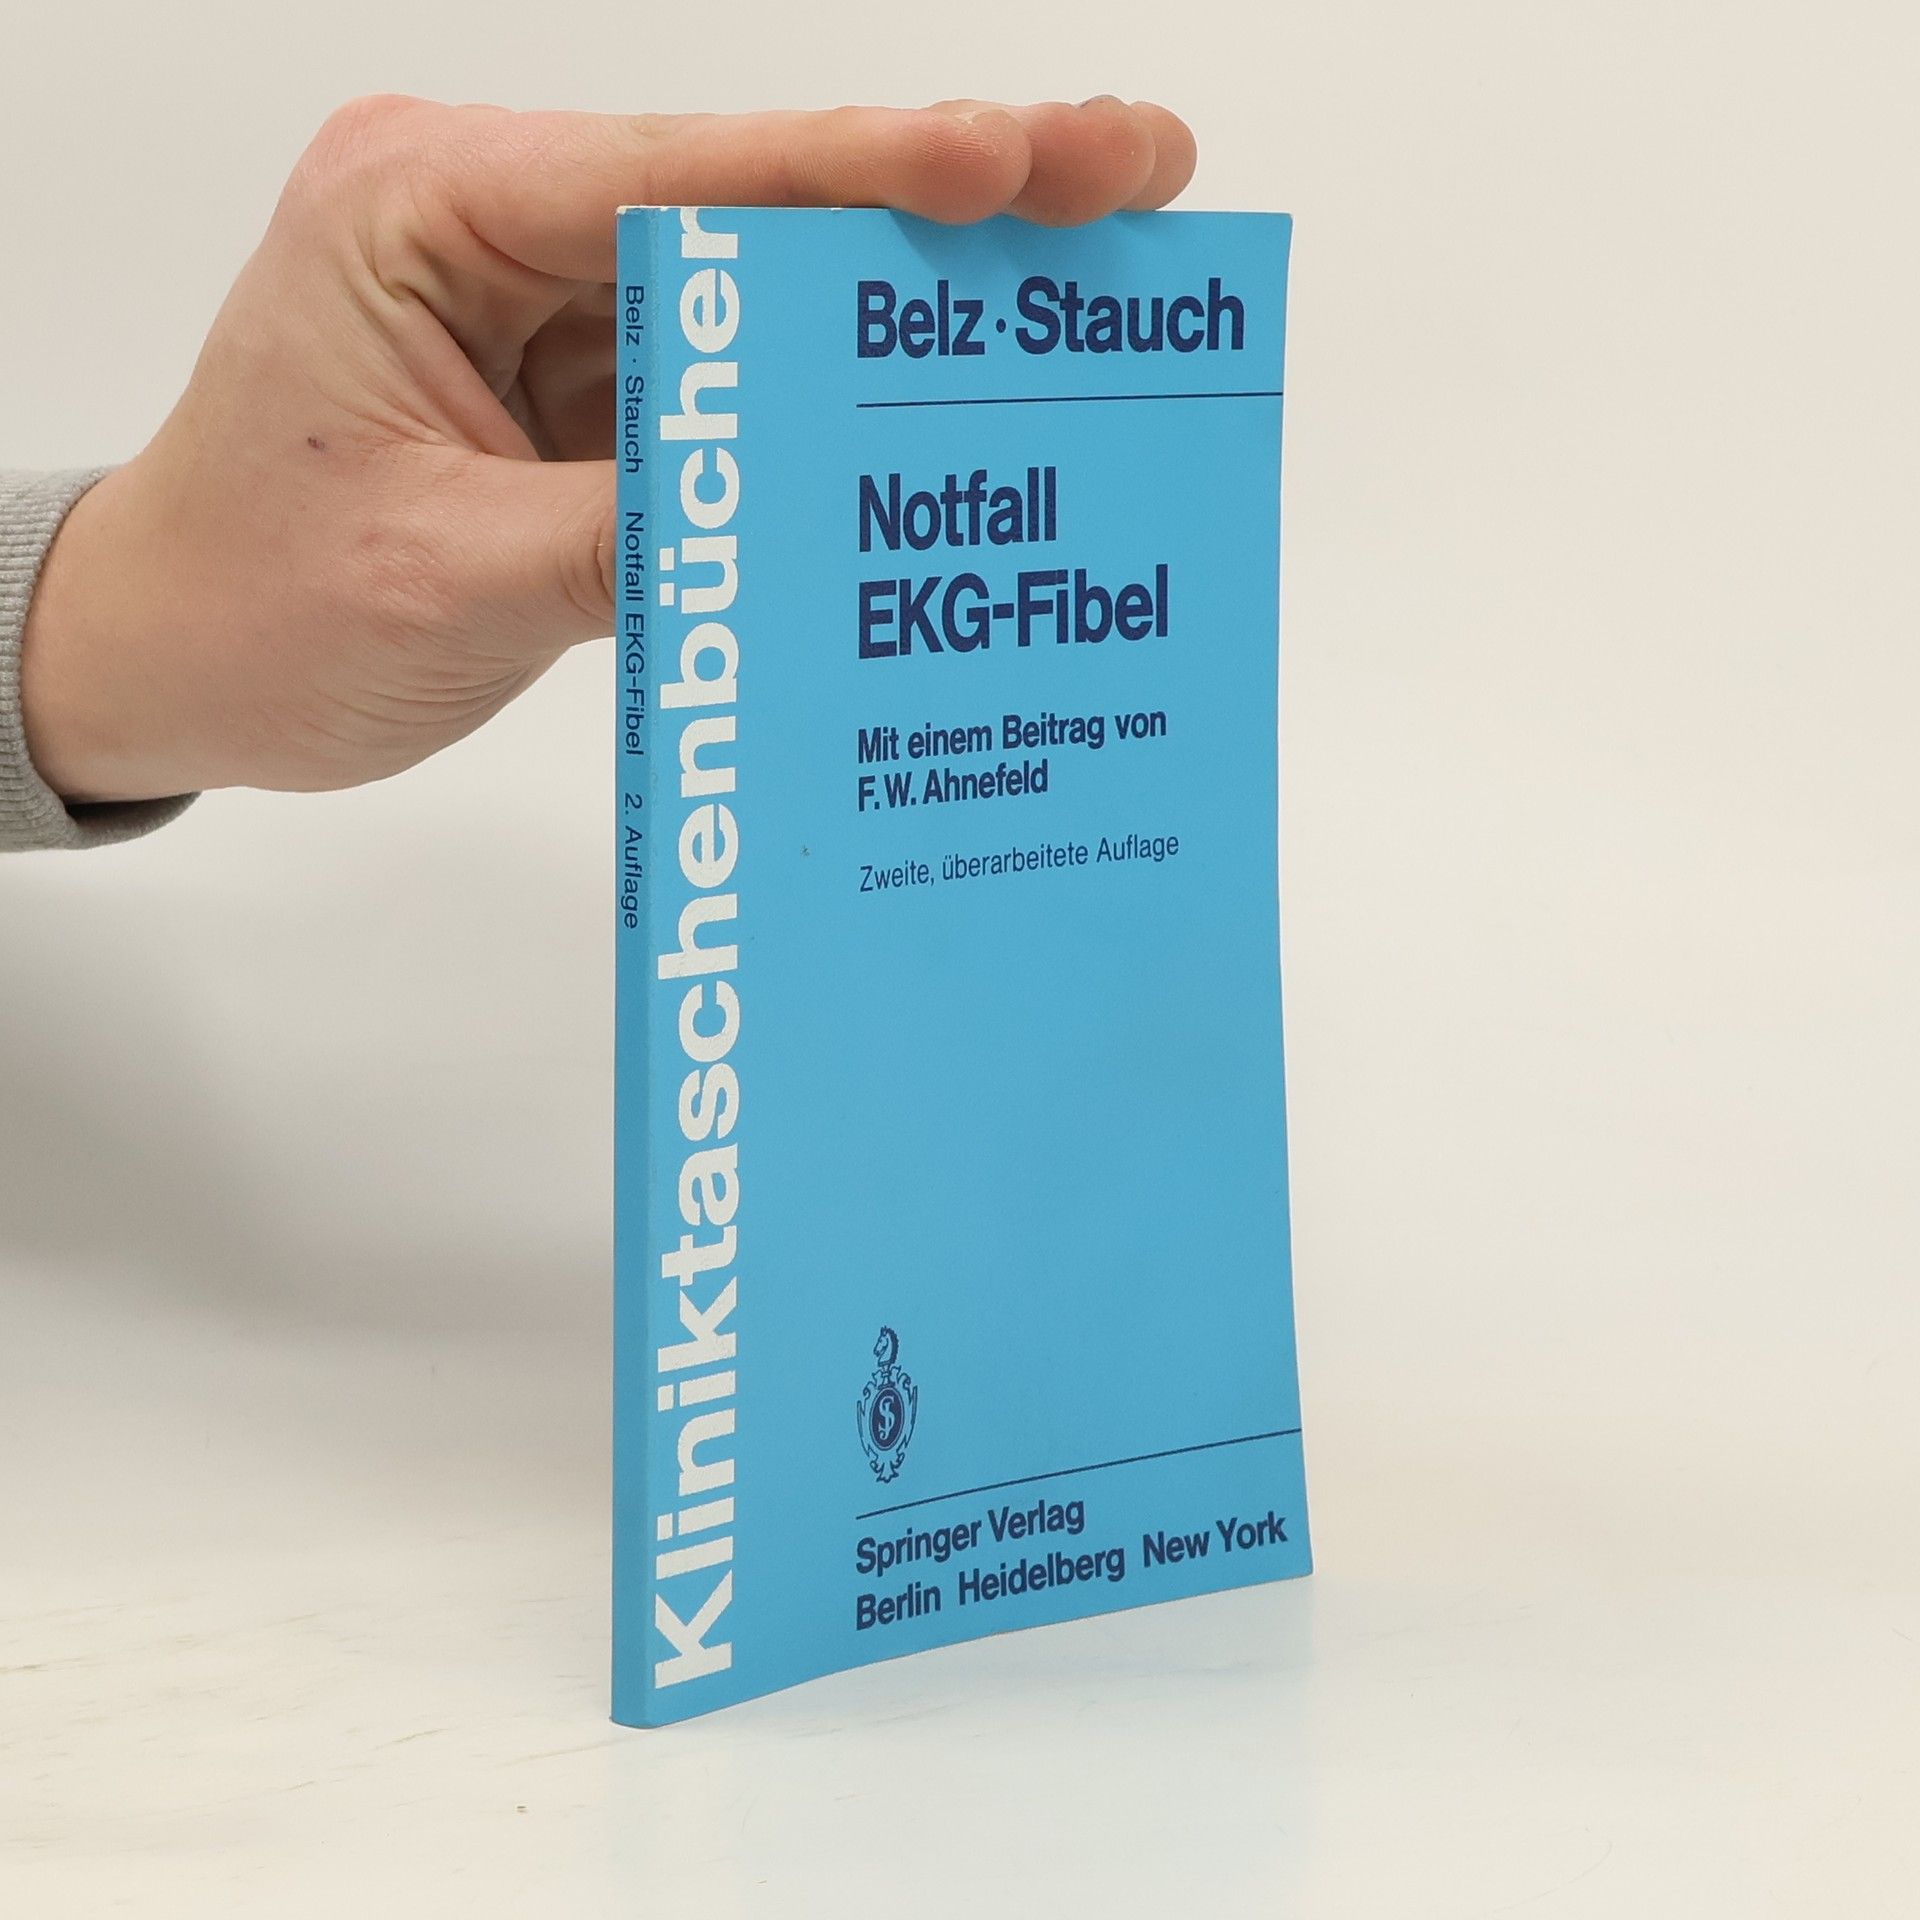 Belz · Stauch Notfall EKG-Fibel 2. Auflage
Kliniktaschenbücher
Belz · Stauch
Notfall
EKG-Fibel
Mit einem Beitrag von
F. W. Ahnefeld
Zweite, überarbeitete Auflage
Springer Verlag
Berlin Heidelberg New York